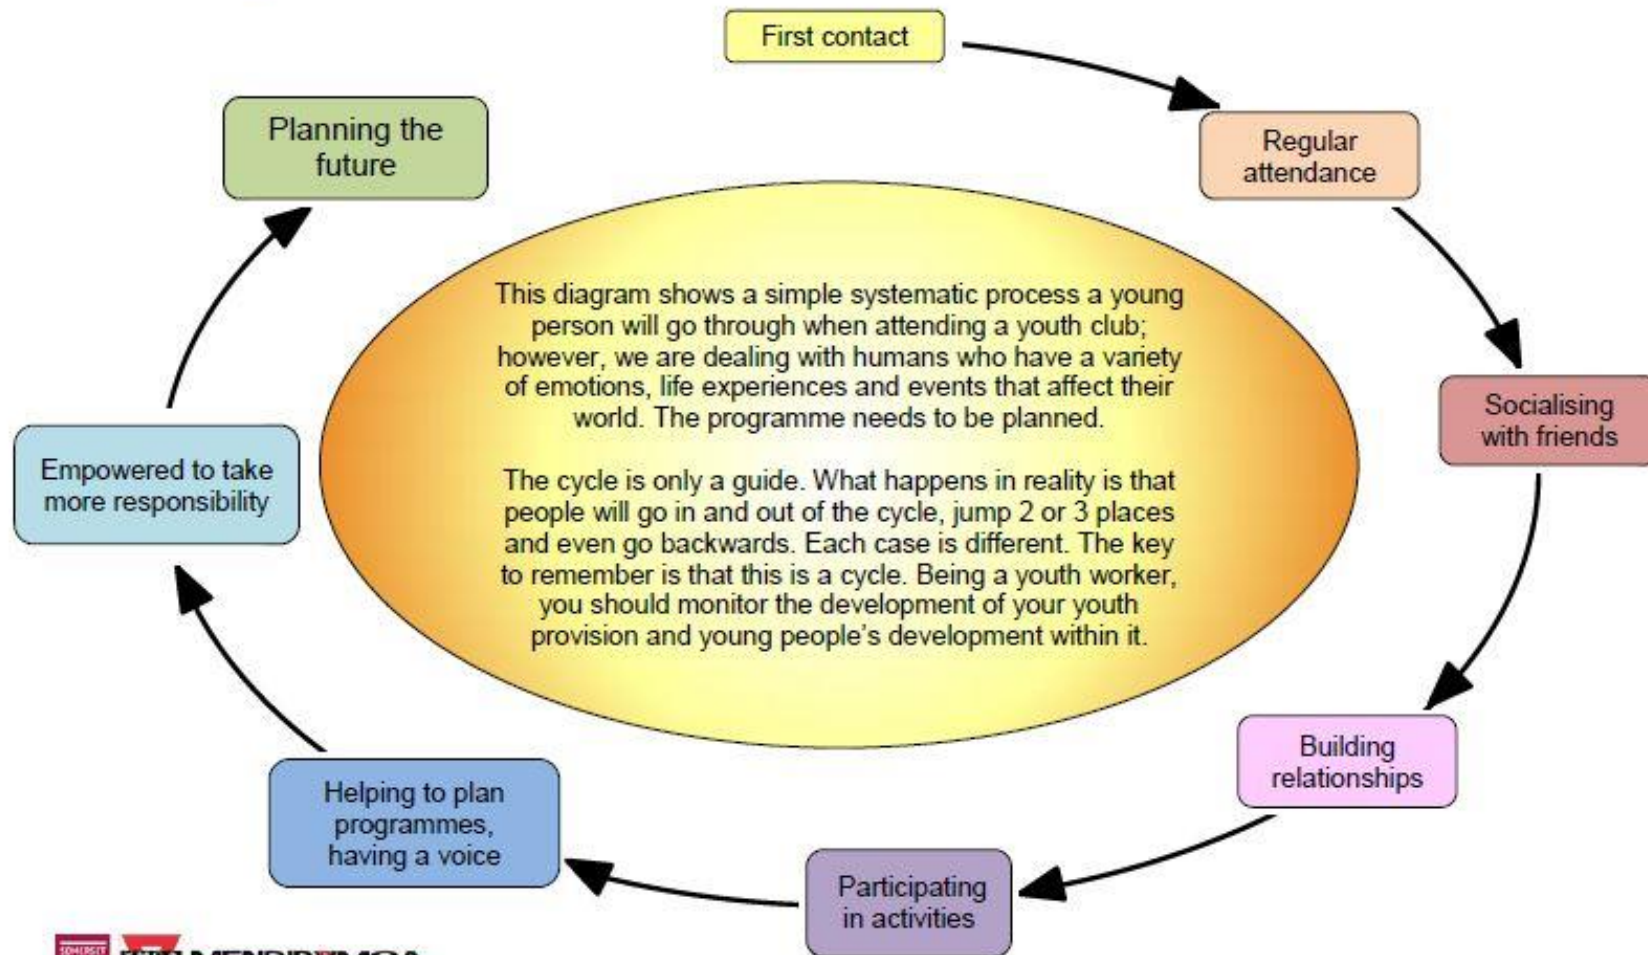 First contact
Regular
attendance
Socialising
with friends
Building
relationships
Participating
in activities
Helping to plan
programmes,
having a voice
Empowered to take
more responsibility
Planning the
future
This diagram shows a simple systematic process a young
person will go through when attending a youth club;
however, we are dealing with humans who have a variety
of emotions, life experiences and events that affect their
world. The programme needs to be planned.
The cycle is only a guide. What happens in reality is that
people will go in and out of the cycle, jump 2 or 3 places
and even go backwards. Each case is different. The key
to remember is that this is a cycle. Being a youth worker,
you should monitor the development of your youth
provision and young people's development within it.
SOMERSET